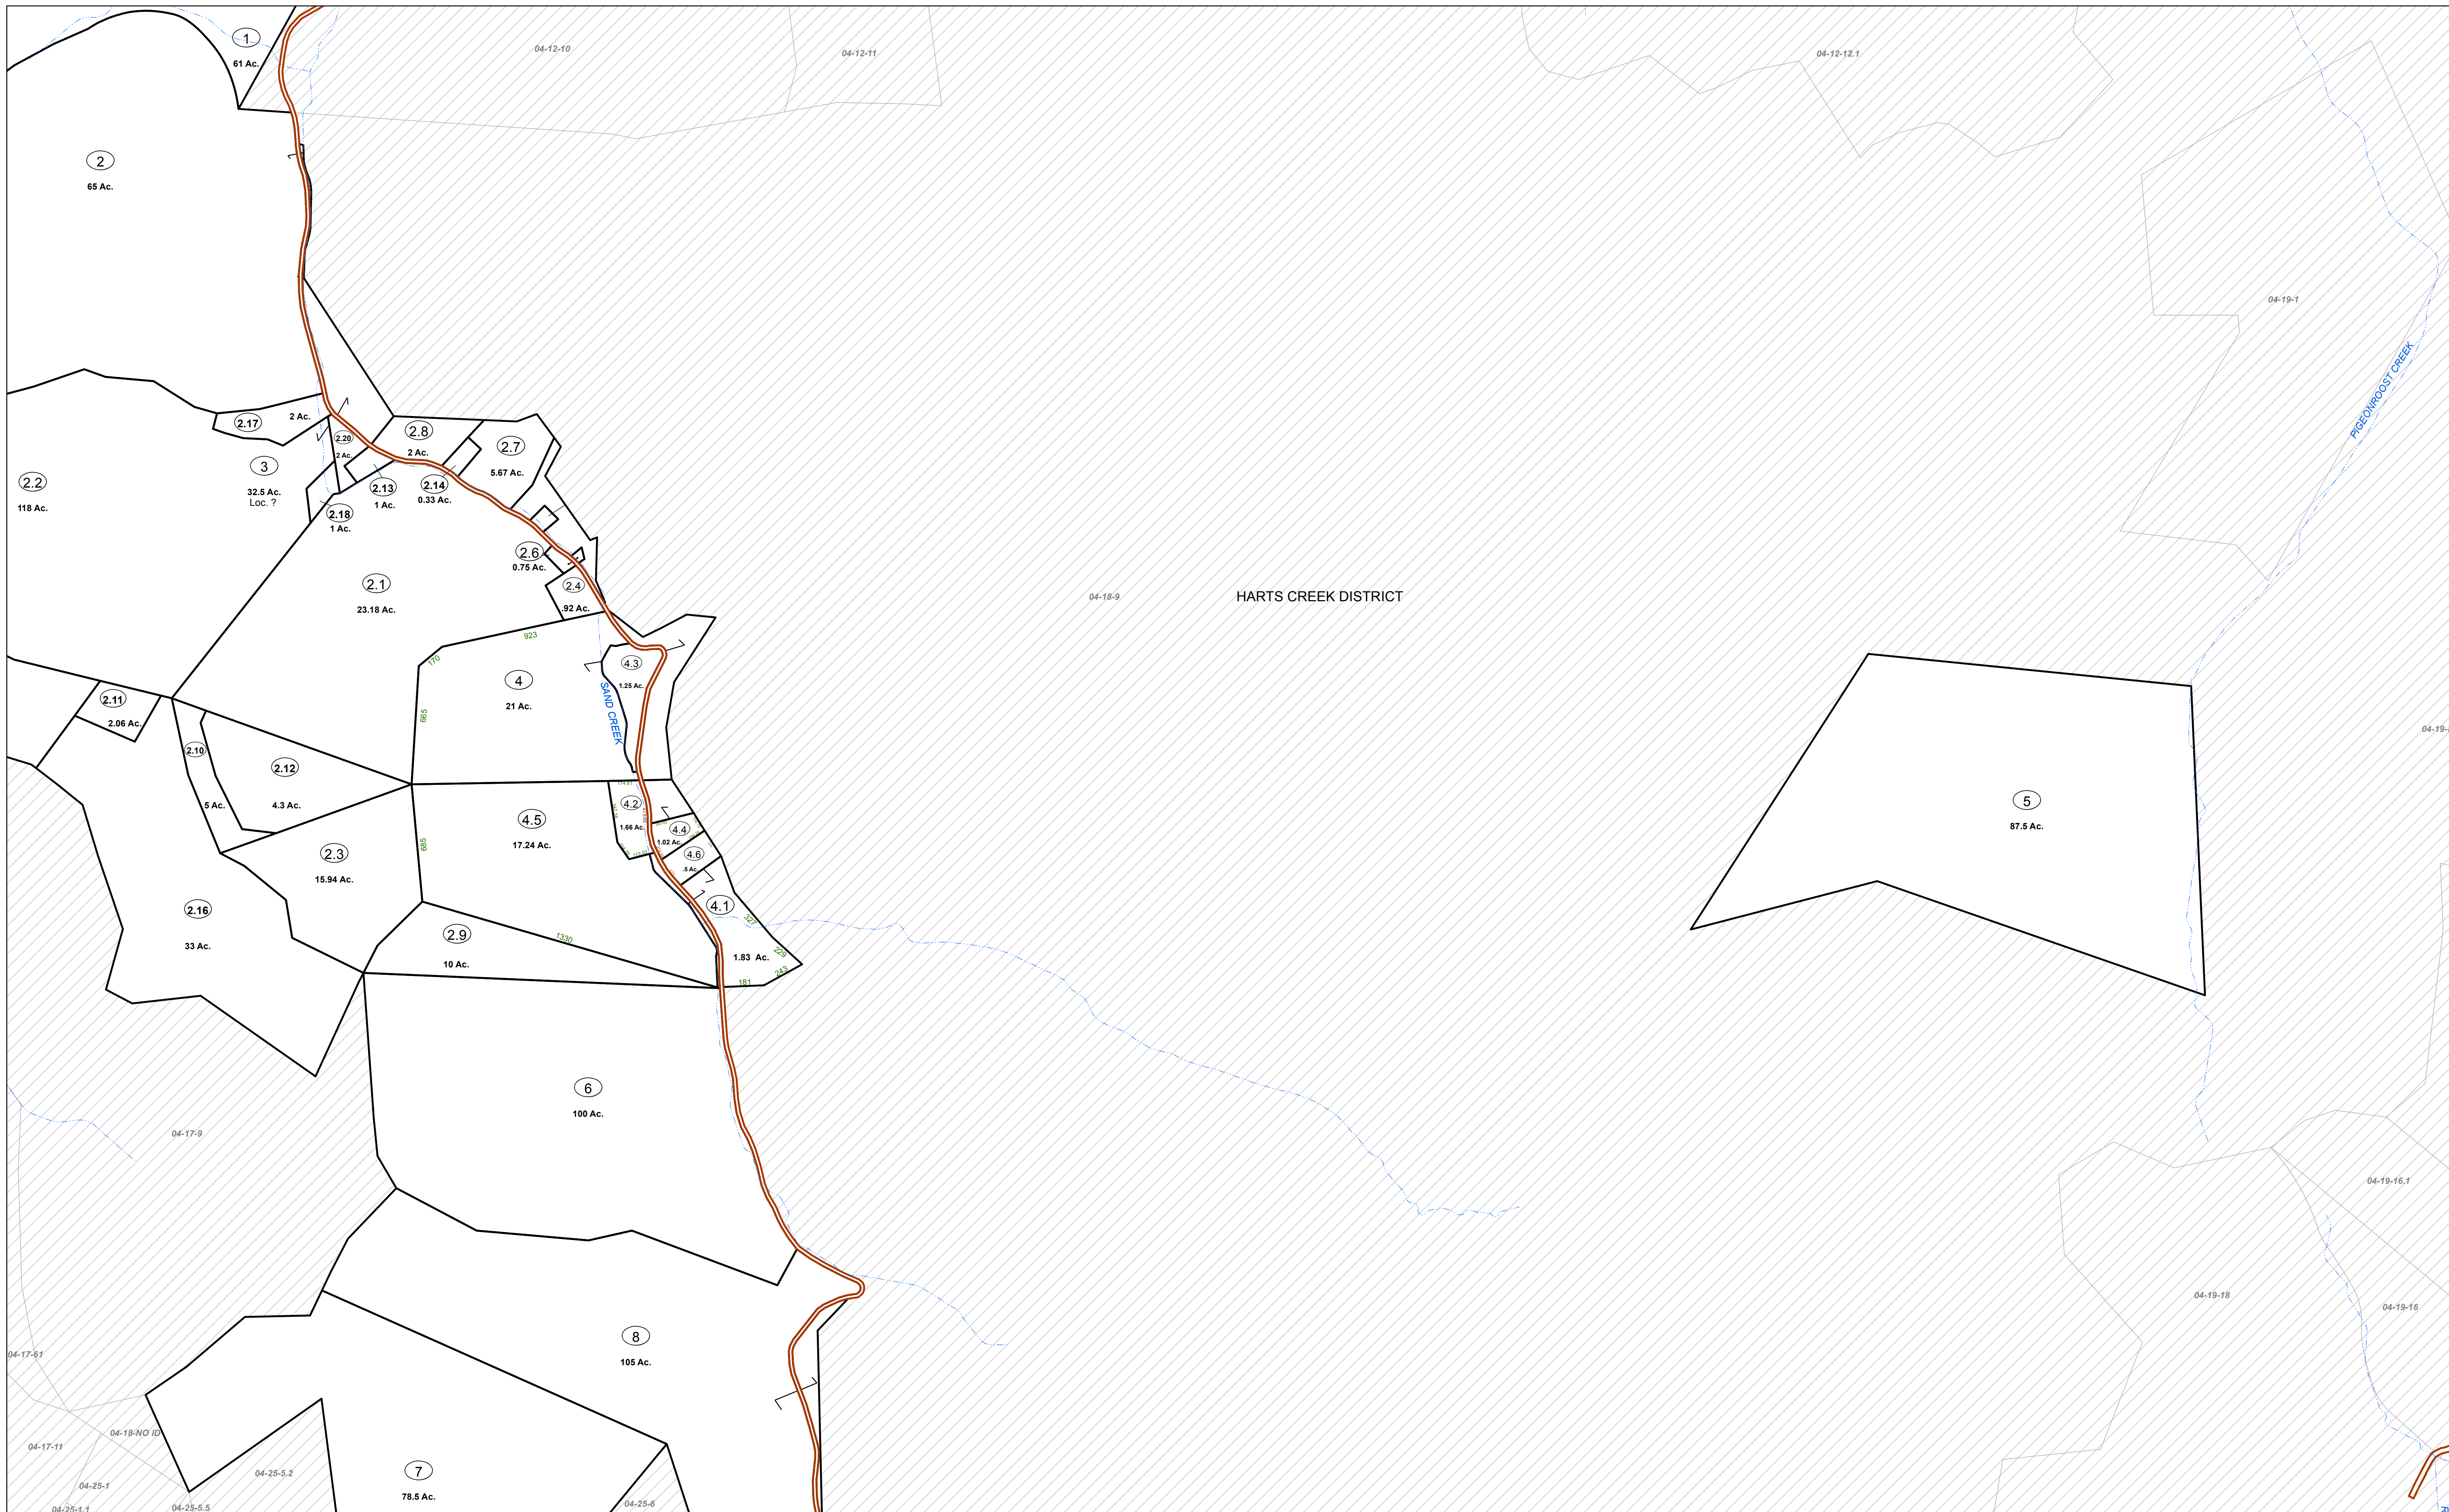 1
61 Ac.
04-12-10
04-12-11
04-12-12.1
2
65 Ac.
04-19-1
PIGEONROOST CREEK
2.17
2 Ac.
2.20
2 Ac.
2.8
2 Ac.
2.7
5.67 Ac.
3
32.5 Ac.
Loc. ?
2.2
118 Ac.
2.13
1 Ac.
2.14
0.33 Ac.
2.18
1 Ac.
2.6
0.75 Ac.
2.1
23.18 Ac.
2.4
.92 Ac.
04-18-9
HARTS CREEK DISTRICT
923
170
665
4
21 Ac.
SAND CREEK
4.3
1.25 Ac.
2.11
2.06 Ac.
2.10
5 Ac.
2.12
4.3 Ac.
4.5
17.24 Ac.
4.2
1.66 Ac.
4.4
1.02 Ac.
4.6
.5 Ac.
5
87.5 Ac.
685
2.3
15.94 Ac.
2.16
33 Ac.
2.9
10 Ac.
1330
4.1
1.83 Ac.
327
229
243
181
6
100 Ac.
04-17-9
04-19-16.1
04-19-18
04-19-16
8
105 Ac.
04-17-61
04-18-NO ID
04-17-11
04-25-5.2
04-25-1
04-25-1.1
04-25-5.5
7
78.5 Ac.
04-25-6